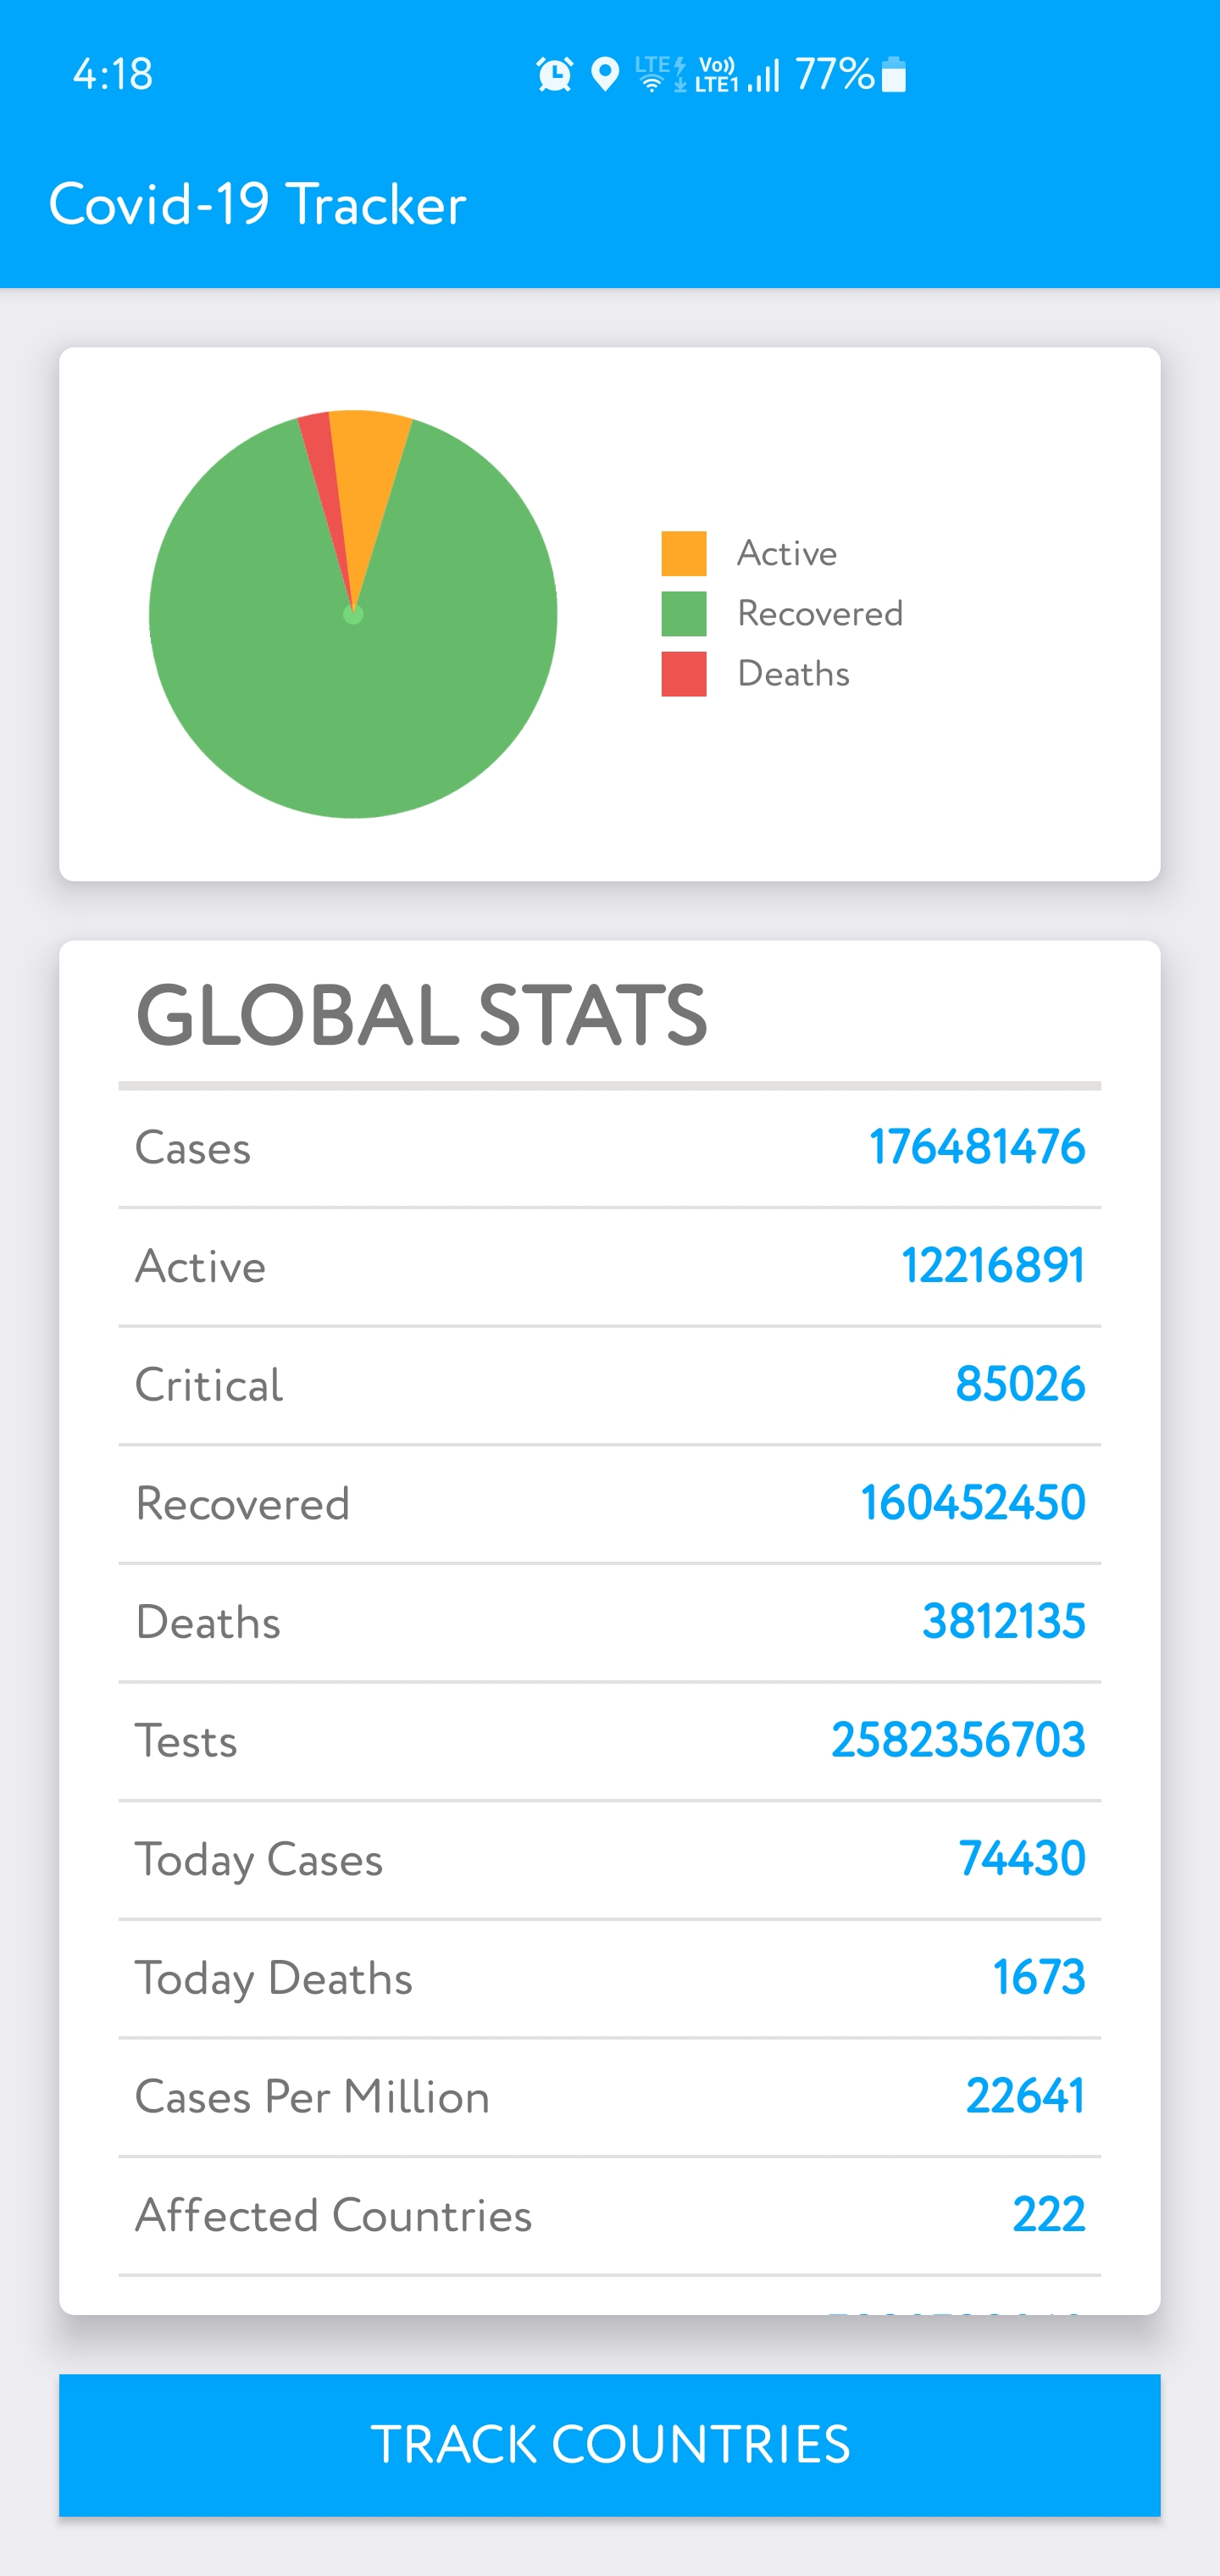 4:18 LTE Vo)) LTE1 77%
Covid-19 Tracker
Active
Recovered
Deaths
GLOBAL STATS
Cases 176481476
Active 12216891
Critical 85026
Recovered 160452450
Deaths 3812135
Tests 2582356703
Today Cases 74430
Today Deaths 1673
Cases Per Million 22641
Affected Countries 222
TRACK COUNTRIES